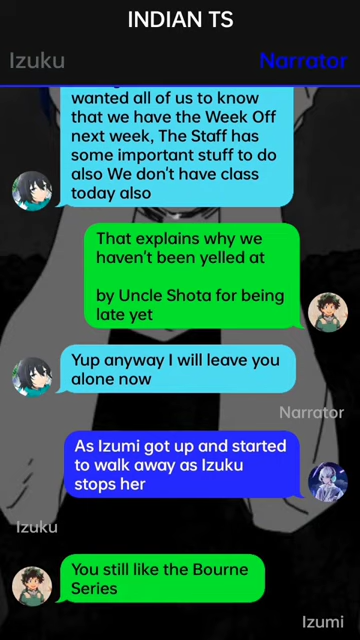 INDIAN TS
Izuku
Narrator
wanted all of us to know
that we have the Week Off
next week, The Staff has
some important stuff to do
also We don't have class
today also
That explains why we
haven't been yelled at
by Uncle Shota for being
late yet
Yup anyway I will leave you
alone now
Narrator
As Izumi got up and started
to walk away as Izuku
stops her
Izuku
You still like the Bourne
Series
Izumi